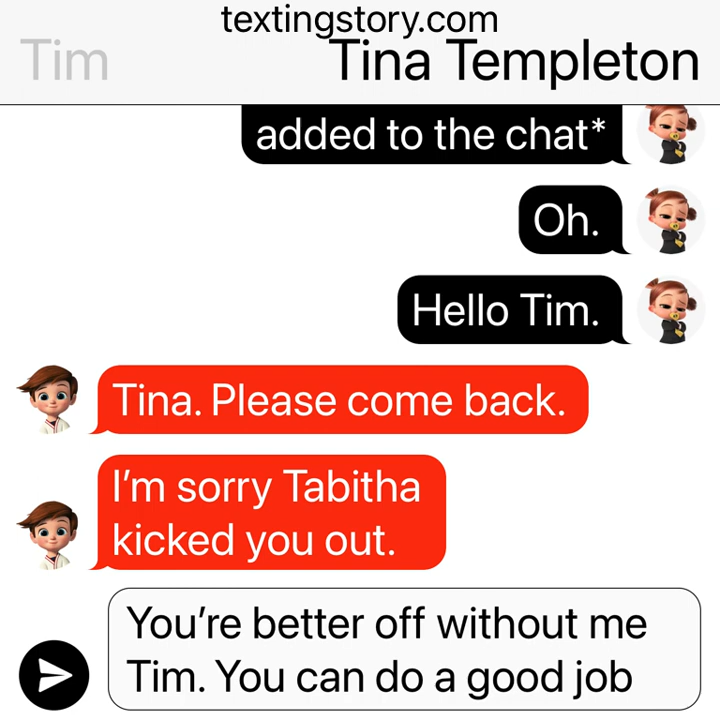 textingstory.com
Tim
Tina Templeton
added to the chat*
Oh.
Hello Tim.
Tina. Please come back.
I'm sorry Tabitha
kicked you out.
You're better off without me
Tim. You can do a good job